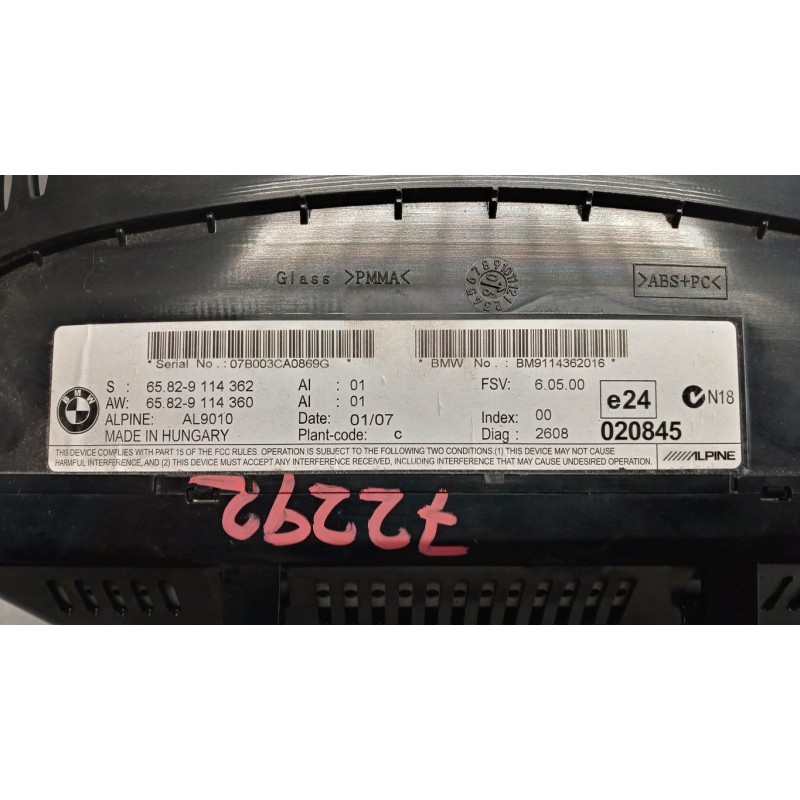 Glass >PMMA<
>ABS+PC<
* Serial No. : 07B003CA0869G *
* BMW No. : BM9114362016 *
S : 65.82-9 114 362 AI : 01 FSV: 6.05.00
AW: 65.82-9 114 360 AI : 01 e24 N18
ALPINE: AL9010 Date: 01/07 Index: 00
MADE IN HUNGARY Plant-code: c Diag : 2608 020845
THIS DEVICE COMPLIES WITH PART 15 OF THE FCC RULES. OPERATION IS SUBJECT TO THE FOLLOWING TWO CONDITIONS.(1) THIS DEVICE MAY NOT CAUSE
HARMFUL INTERFERENCE, AND (2) THIS DEVICE MUST ACCEPT ANY INTERFERENCE RECEIVED, INCLUDING INTERFERENCE THAT MAY CAUSE UNDESIRED OPERATION.
ALPINE
BMW
72292